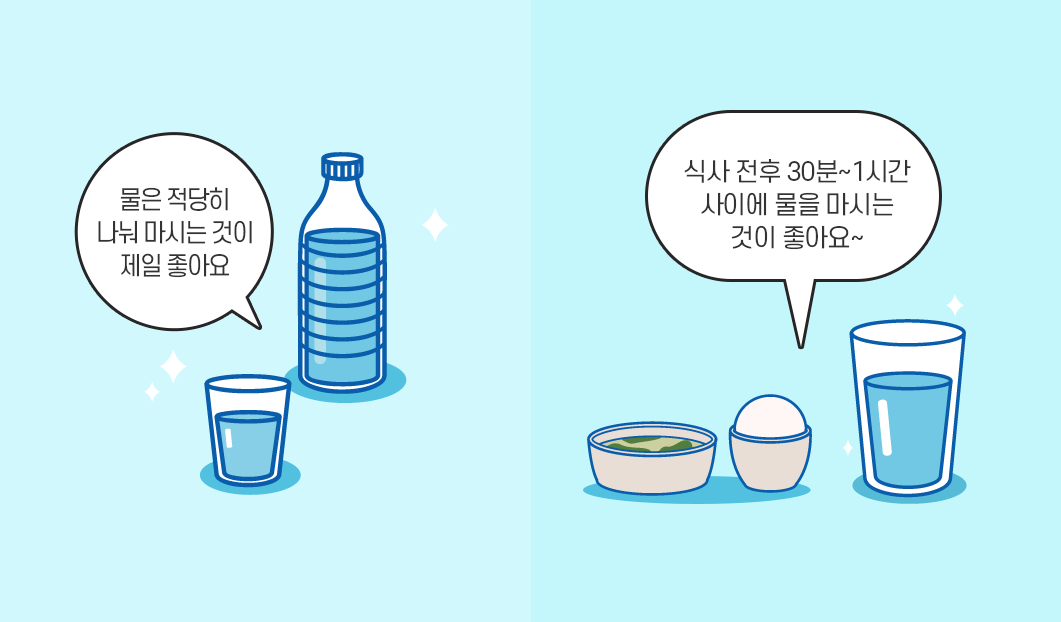 물은 적당히
나눠 마시는 것이
제일 좋아요
식사 전후 30분~1시간
사이에 물을 마시는
것이 좋아요~